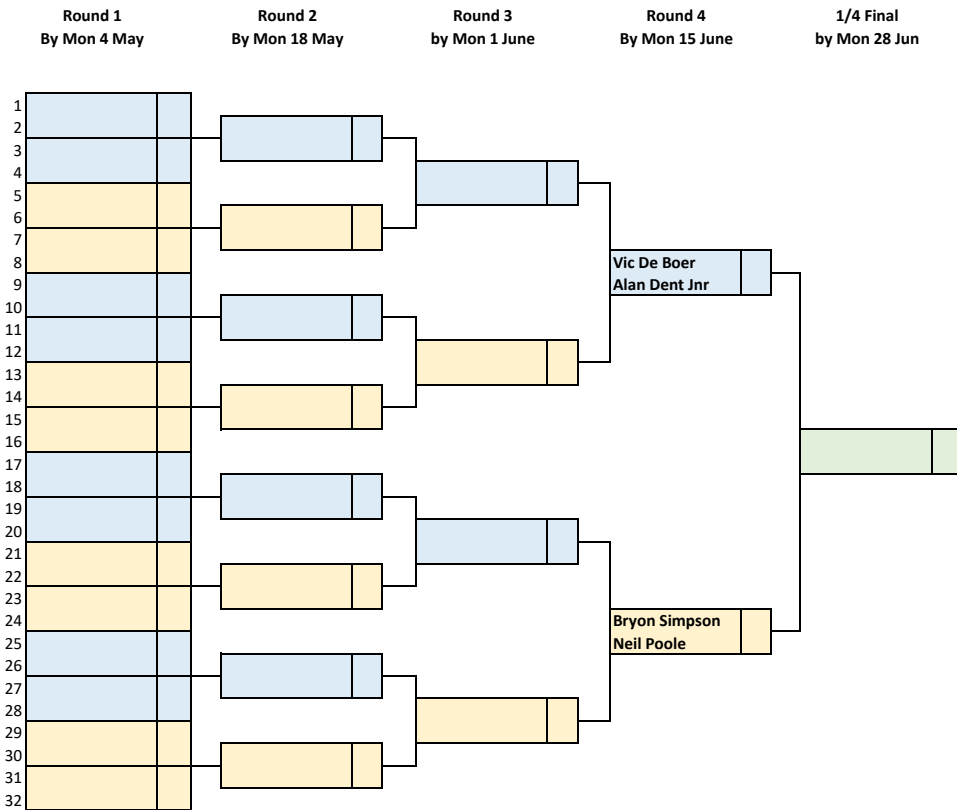 Round 1
By Mon 4 May
Round 2
By Mon 18 May
Round 3
by Mon 1 June
Round 4
By Mon 15 June
1/4 Final
by Mon 28 Jun
1
2
3
4
5
6
7
8
9
10
11
12
13
14
15
16
17
18
19
20
21
22
23
24
25
26
27
28
29
30
31
32
Vic De Boer
Alan Dent Jnr
Bryon Simpson
Neil Poole